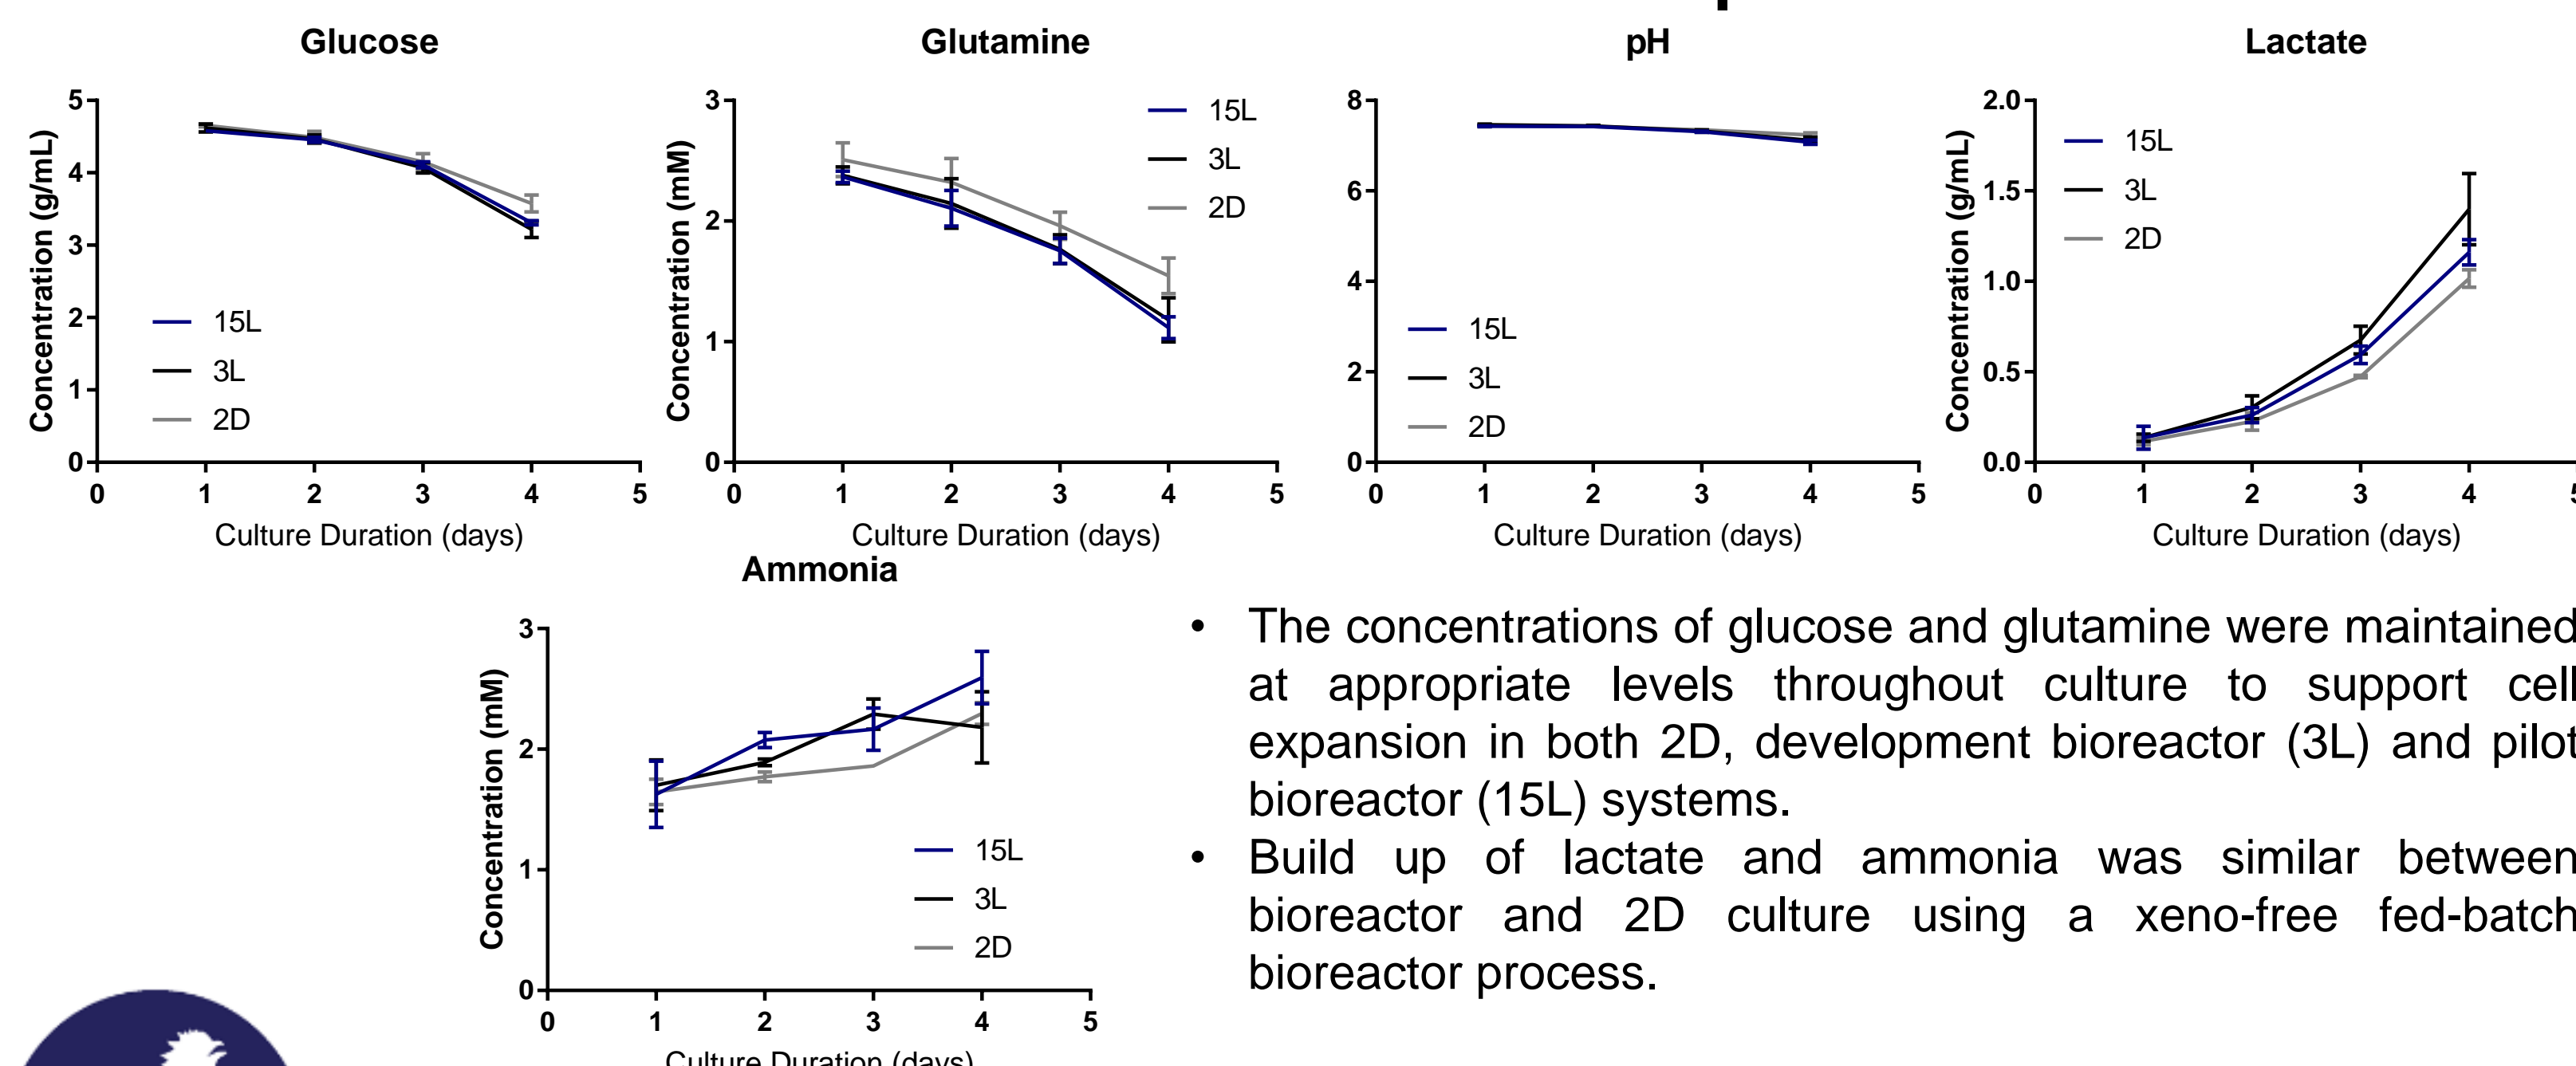 Glucose
Concentration (g/mL)
5
4
3
2
1
0
15L
3L
2D
0 1 2 3 4 5
Culture Duration (days)
Glutamine
Concentration (mM)
3
2
1
0
15L
3L
2D
0 1 2 3 4 5
Culture Duration (days)
pH
8
6
4
2
0
15L
3L
2D
0 1 2 3 4 5
Culture Duration (days)
Lactate
Concentration (g/mL)
2.0
1.5
1.0
0.5
0.0
15L
3L
2D
0 1 2 3 4 5
Culture Duration (days)
Ammonia
Concentration (mM)
3
2
1
0
15L
3L
2D
0 1 2 3 4 5
Culture Duration (days)
• The concentrations of glucose and glutamine were maintained
at appropriate levels throughout culture to support cell
expansion in both 2D, development bioreactor (3L) and pilot
bioreactor (15L) systems.
• Build up of lactate and ammonia was similar between
bioreactor and 2D culture using a xeno-free fed-batch
bioreactor process.